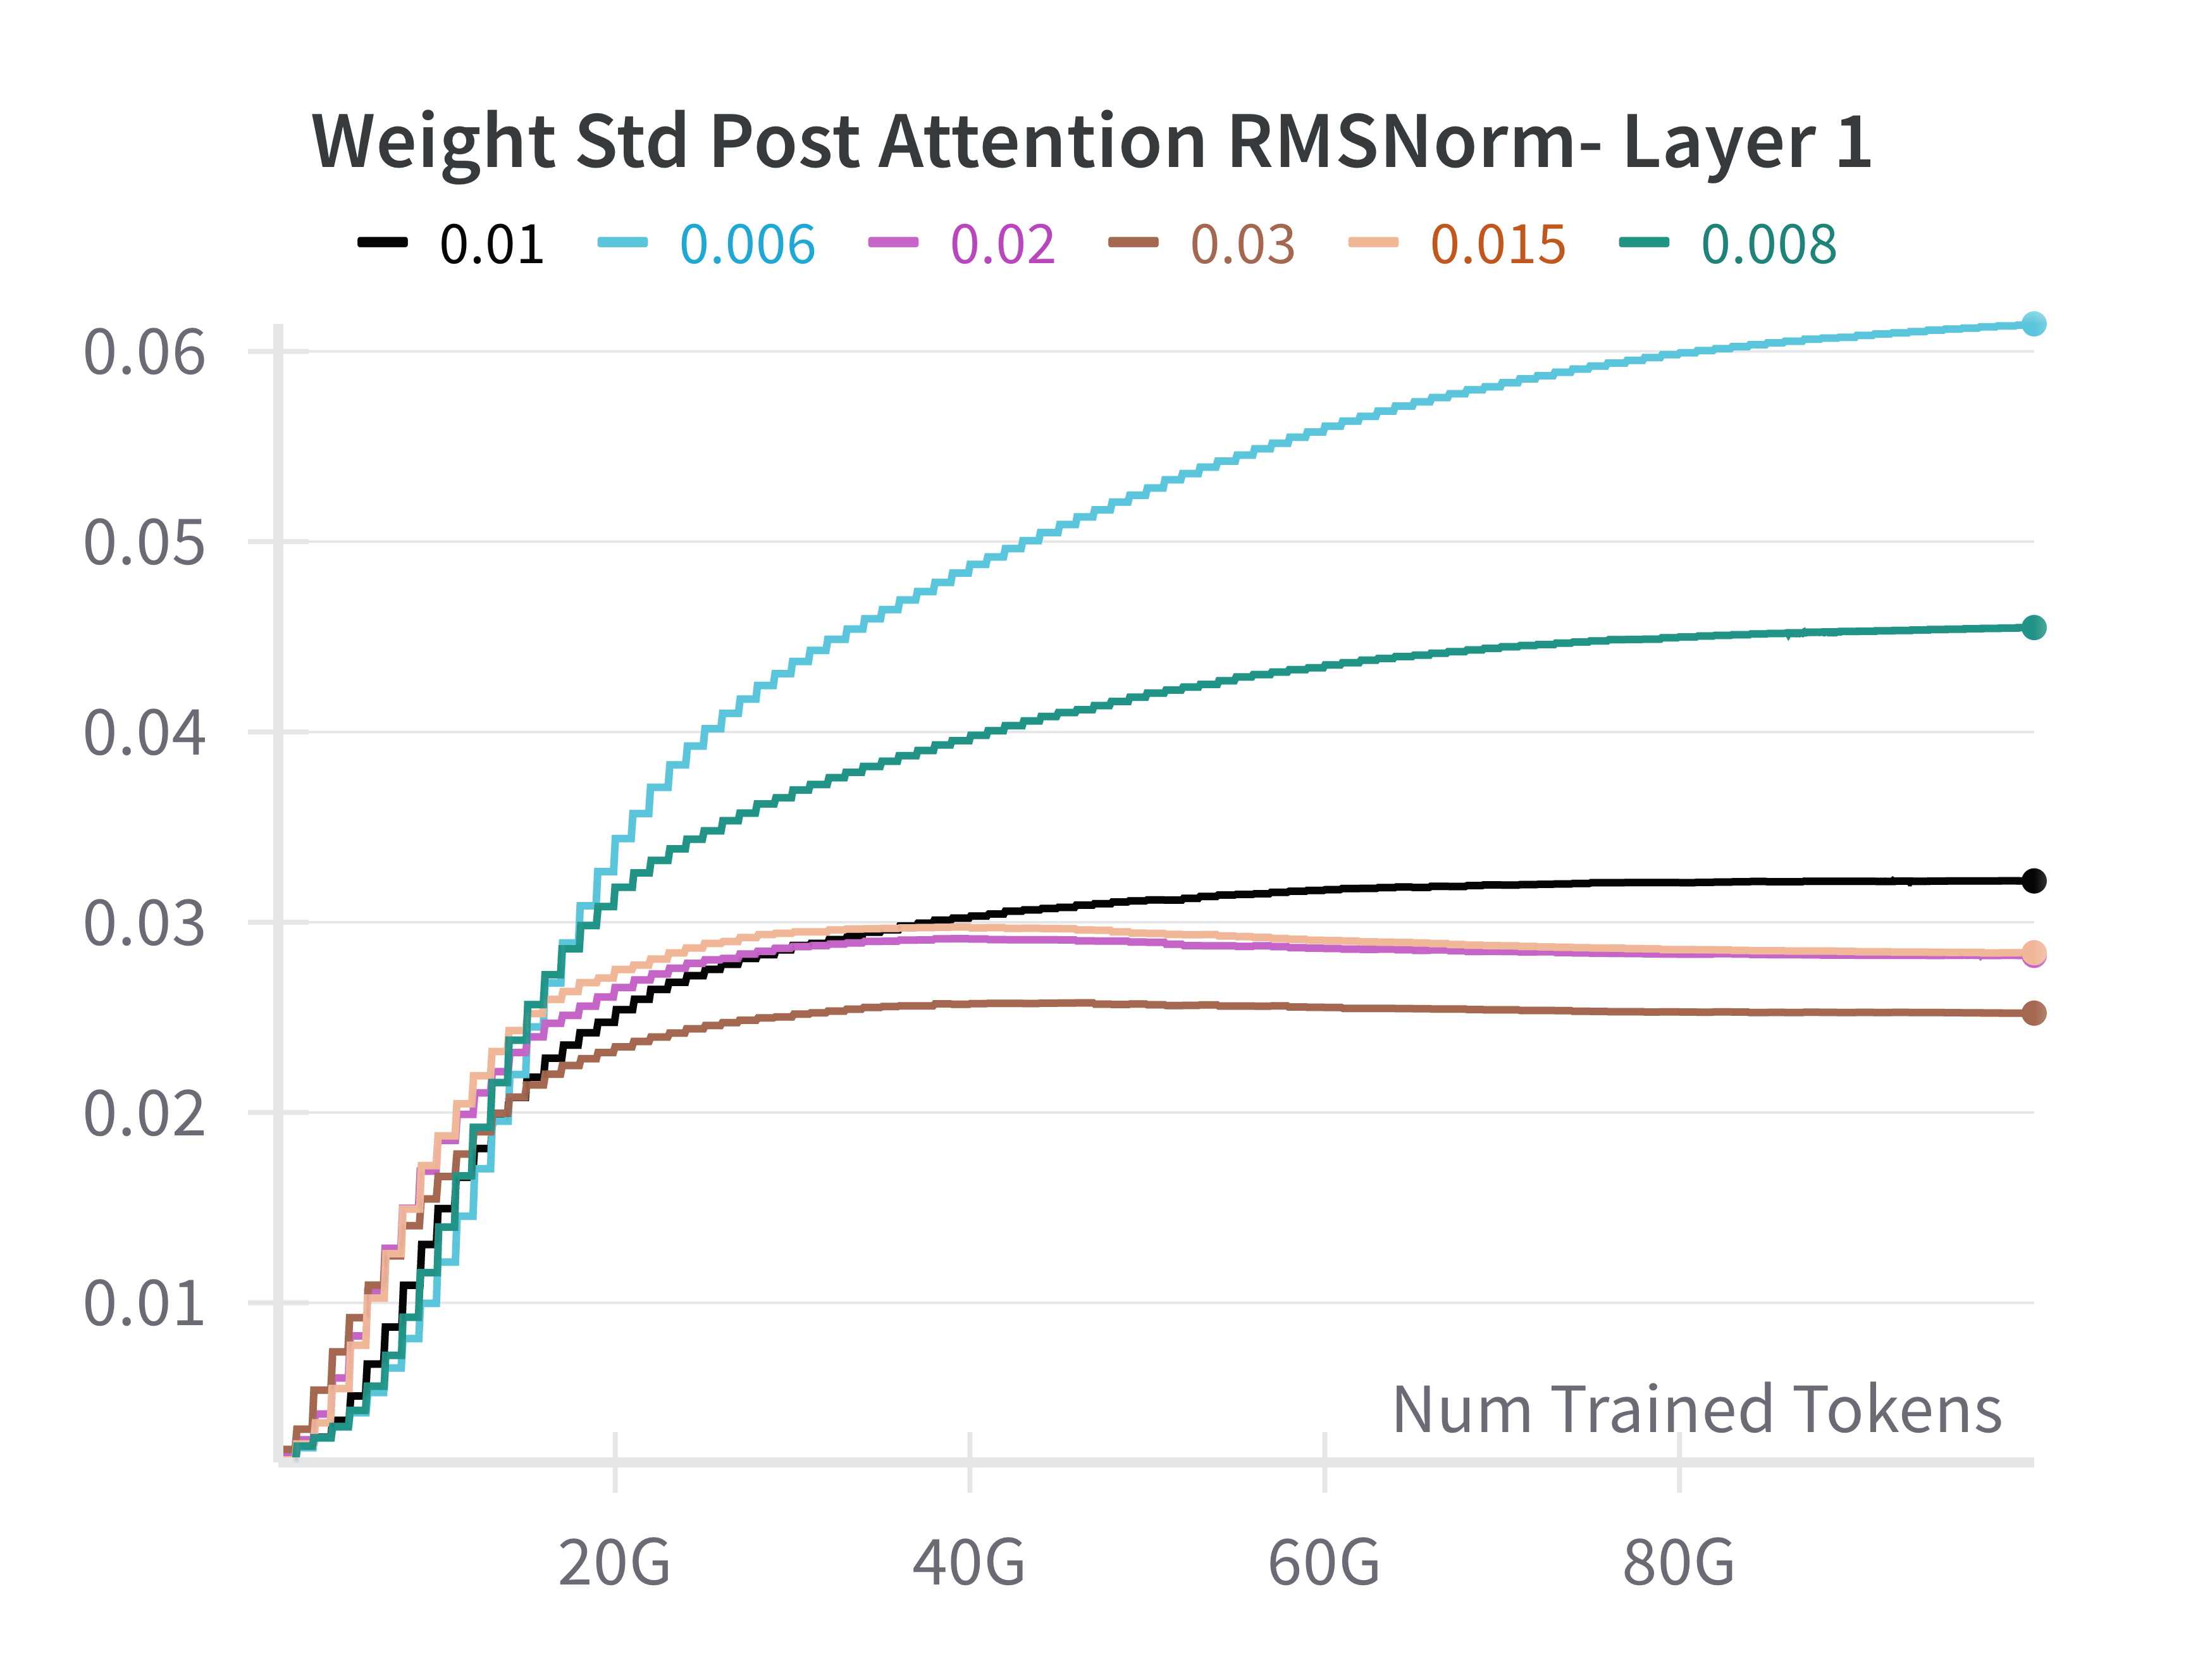 Weight Std Post Attention RMSNorm- Layer 1
0.01 0.006 0.02 0.03 0.015 0.008
0.06
0.05
0.04
0.03
0.02
0.01
Num Trained Tokens
20G 40G 60G 80G